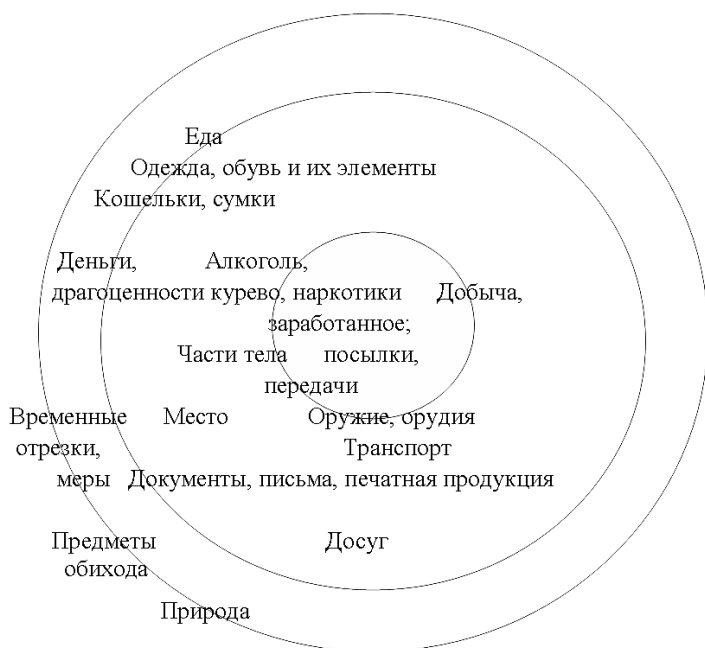 Еда
Одежда, обувь и их элементы
Кошельки, сумки
Деньги, Алкоголь,
драгоценности курево, наркотики Добыча,
заработанное;
Части тела посылки,
передачи
Временные Место Оружие, орудия
отрезки, Транспорт
меры Документы, письма, печатная продукция
Предметы Досуг
обихода
Природа